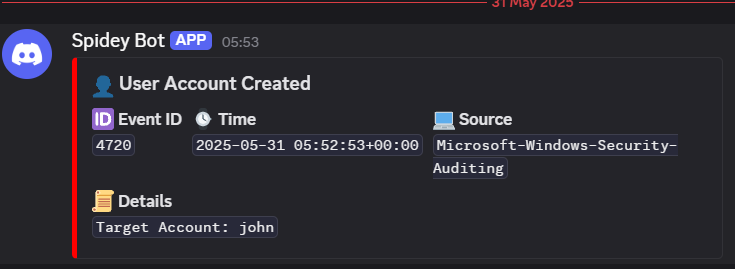 31 May 2025
Spidey Bot APP 05:53
User Account Created
ID Event ID Time Source
4720 2025-05-31 05:52:53+00:00 Microsoft-Windows-Security-
Auditing
Details
Target Account: john